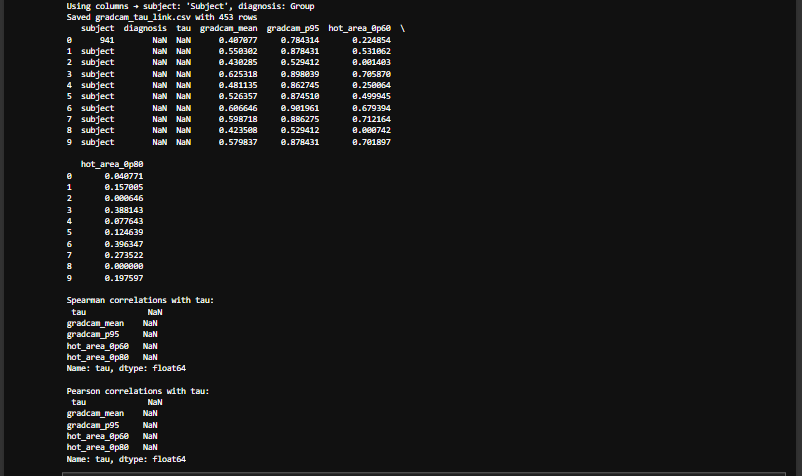 Using columns → subject: 'Subject', diagnosis: Group
Saved gradcam_tau_link.csv with 453 rows
subject diagnosis tau gradcam_mean gradcam_p95 hot_area_0p60 \
0 941 NaN NaN 0.407077 0.784314 0.224854
1 subject NaN NaN 0.550302 0.878431 0.531062
2 subject NaN NaN 0.430285 0.529412 0.001403
3 subject NaN NaN 0.625318 0.898039 0.705870
4 subject NaN NaN 0.481135 0.862745 0.250064
5 subject NaN NaN 0.526357 0.874510 0.499945
6 subject NaN NaN 0.606646 0.901961 0.679394
7 subject NaN NaN 0.598718 0.886275 0.712164
8 subject NaN NaN 0.423508 0.529412 0.000742
9 subject NaN NaN 0.579837 0.878431 0.701897
hot_area_0p80
0 0.040771
1 0.157005
2 0.000646
3 0.388143
4 0.077643
5 0.124639
6 0.396347
7 0.273522
8 0.000000
9 0.197597
Spearman correlations with tau:
tau NaN
gradcam_mean NaN
gradcam_p95 NaN
hot_area_0p60 NaN
hot_area_0p80 NaN
Name: tau, dtype: float64
Pearson correlations with tau:
tau NaN
gradcam_mean NaN
gradcam_p95 NaN
hot_area_0p60 NaN
hot_area_0p80 NaN
Name: tau, dtype: float64